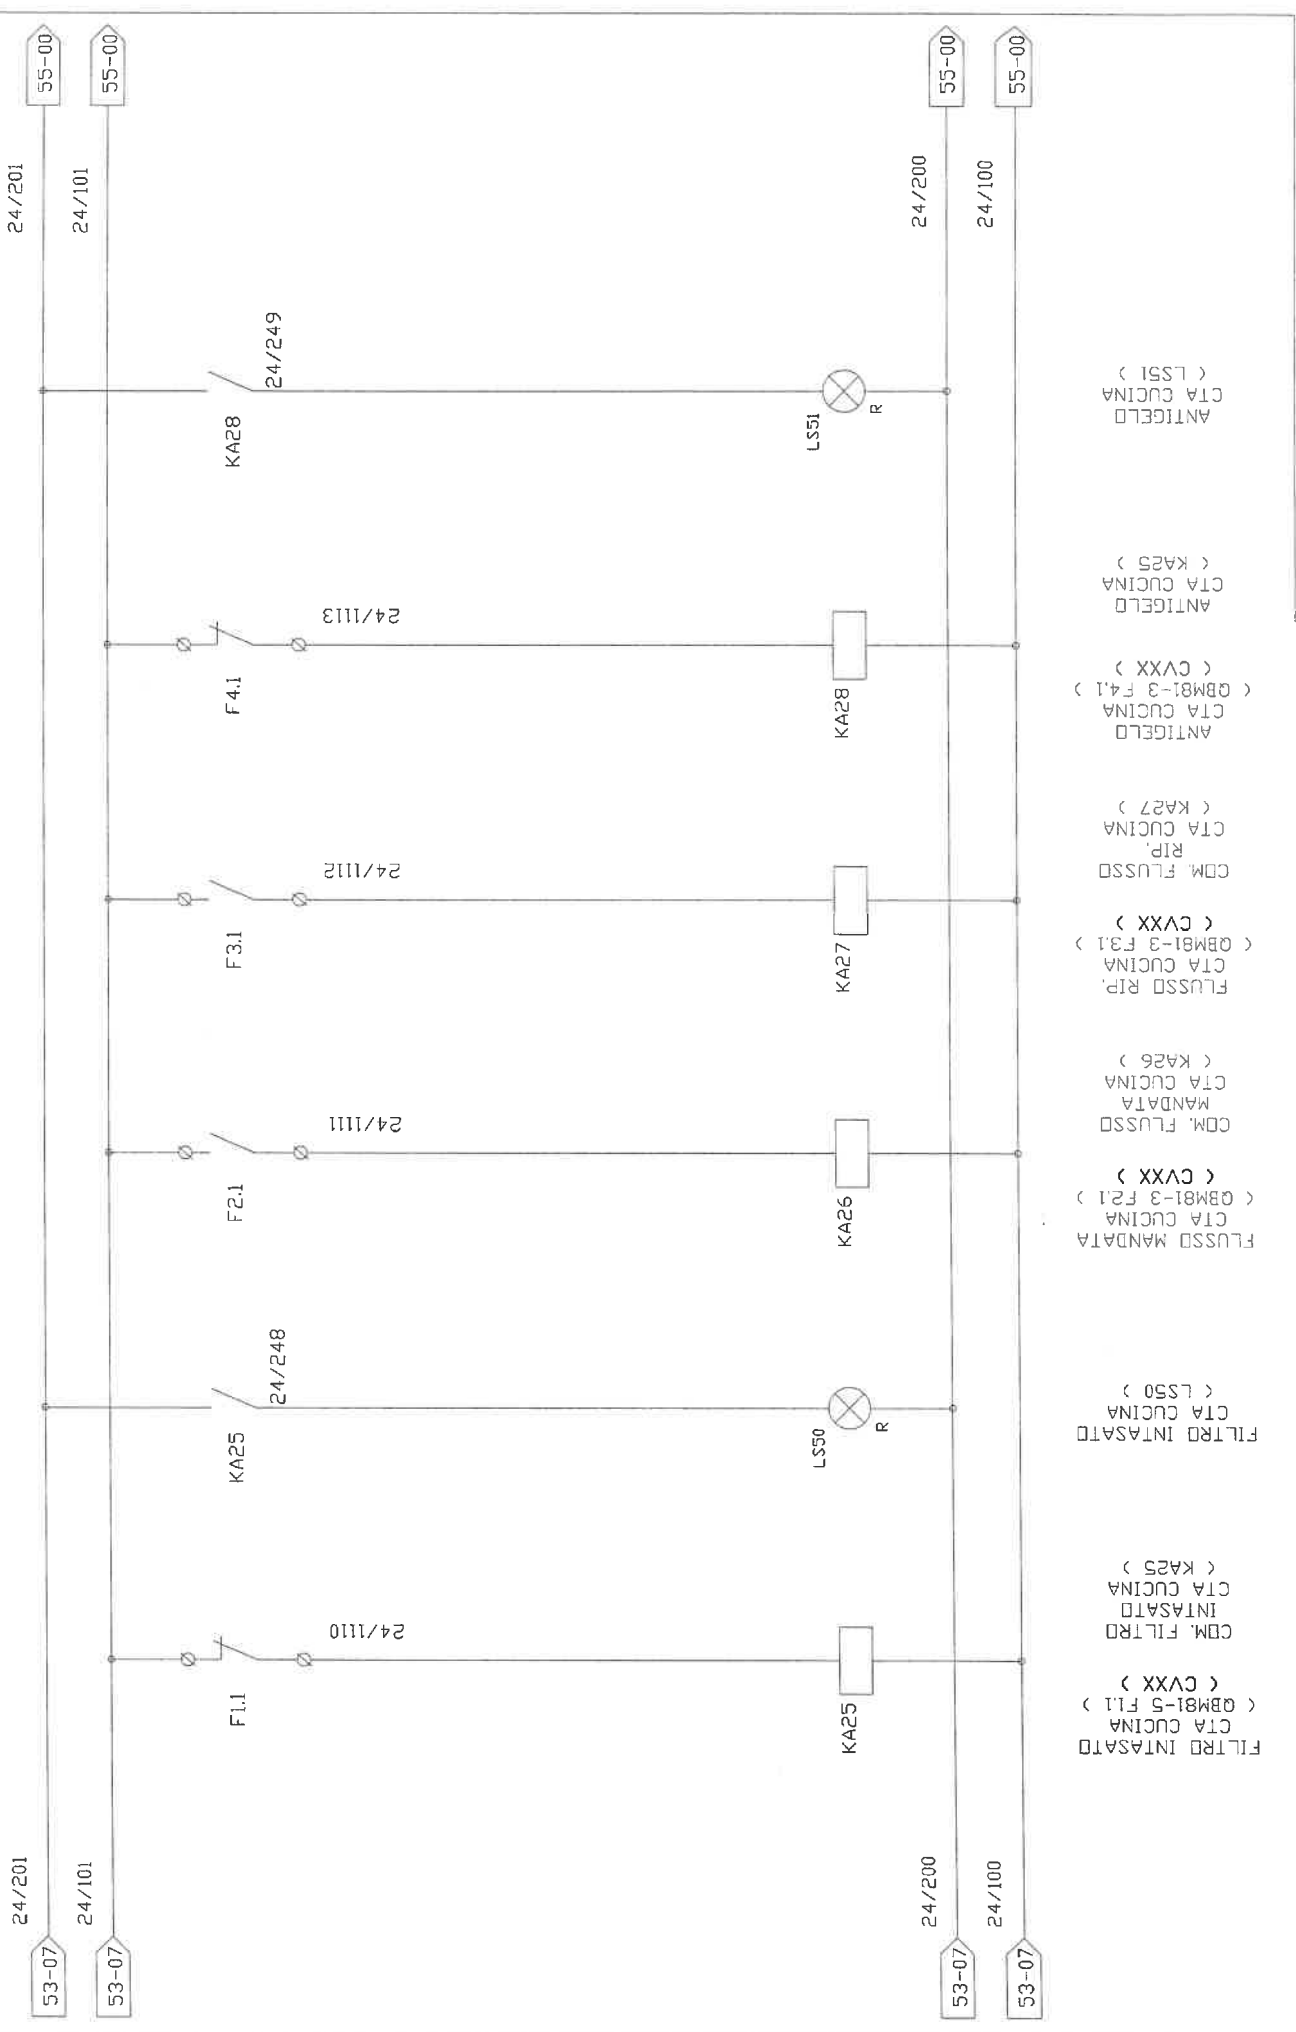 53-07
24/201
24/201
55-00
53-07
24/101
24/101
55-00
F1.1
24/1110
KA25
24/248
F2.1
24/1111
F3.1
24/1112
F4.1
24/1113
KA28
24/249
KA25
LS50
R
KA26
KA27
KA28
LS51
R
53-07
24/200
24/200
55-00
53-07
24/100
24/100
55-00
FILTRO INTASATO
CTA CUCINA
( QBM81-5 F1.1 )
( CVXX )
COM. FILTRO
INTASATO
CTA CUCINA
( KA25 )
FILTRO INTASATO
CTA CUCINA
( LS50 )
FLUSSO MANDATA
CTA CUCINA
( QBM81-3 F2.1 )
( CVXX )
COM. FLUSSO
MANDATA
CTA CUCINA
( KA26 )
FLUSSO RIP.
CTA CUCINA
( QBM81-3 F3.1 )
( CVXX )
COM. FLUSSO
RIP.
CTA CUCINA
( KA27 )
ANTIGELO
CTA CUCINA
( QBM81-3 F4.1 )
( CVXX )
ANTIGELO
CTA CUCINA
( KA25 )
ANTIGELO
CTA CUCINA
( LS51 )